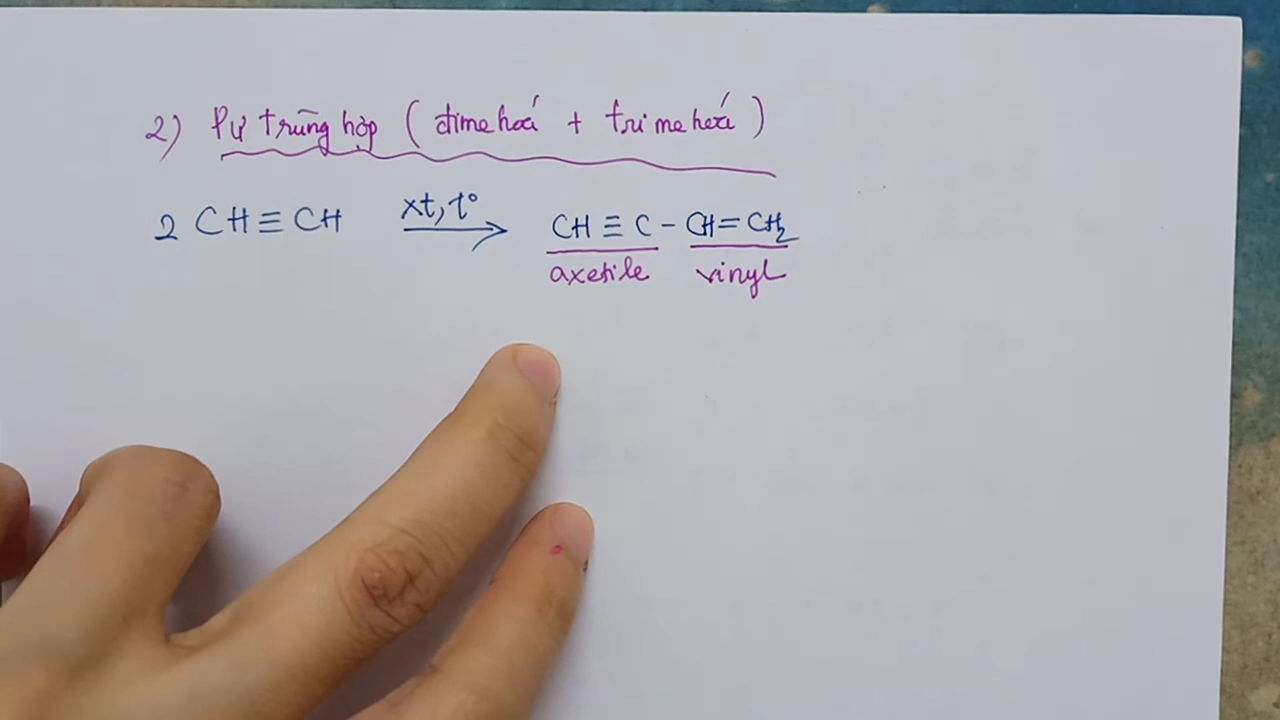 2) Pư trùng hợp ( đime hoá + trime hoá )
2 CH≡CH xt, t° → CH ≡ C - CH = CH₂
axetile vinyl